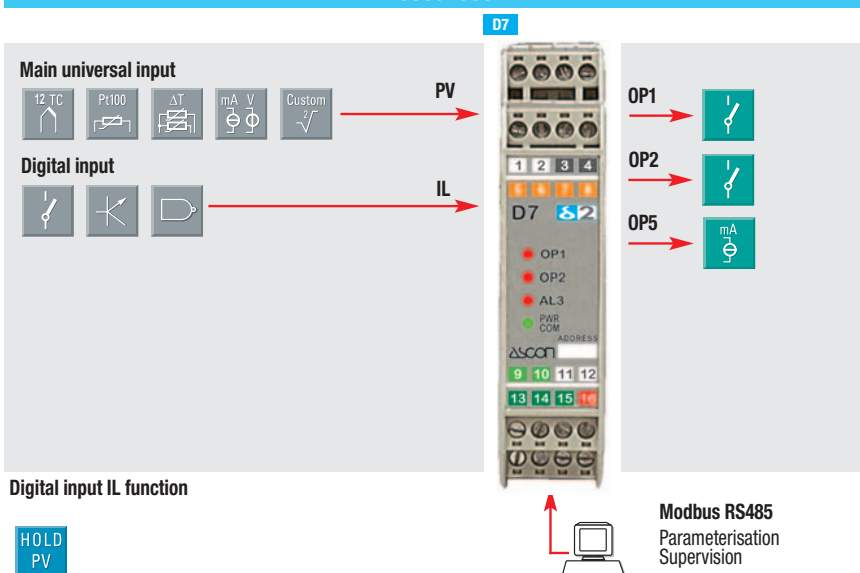 D7
Main universal input
12 TC
Pt100
ΔT
mA V
Custom
2√
PV
OP1
Digital input
IL
OP2
OP5
mA
1 2 3 4
5 6 7 8
D7 δ2
OP1
OP2
AL3
PWR
COM
ADDRESS
ascon
9 10 11 12
13 14 15 16
Digital input IL function
HOLD
PV
Modbus RS485
Parameterisation
Supervision